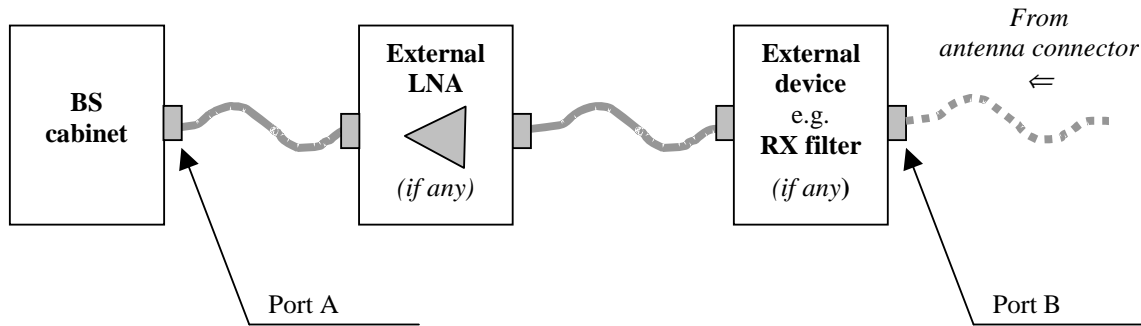 BS
cabinet
External
LNA
(if any)
External
device
e.g.
RX filter
(if any)
From
antenna connector
⇐
Port A
Port B